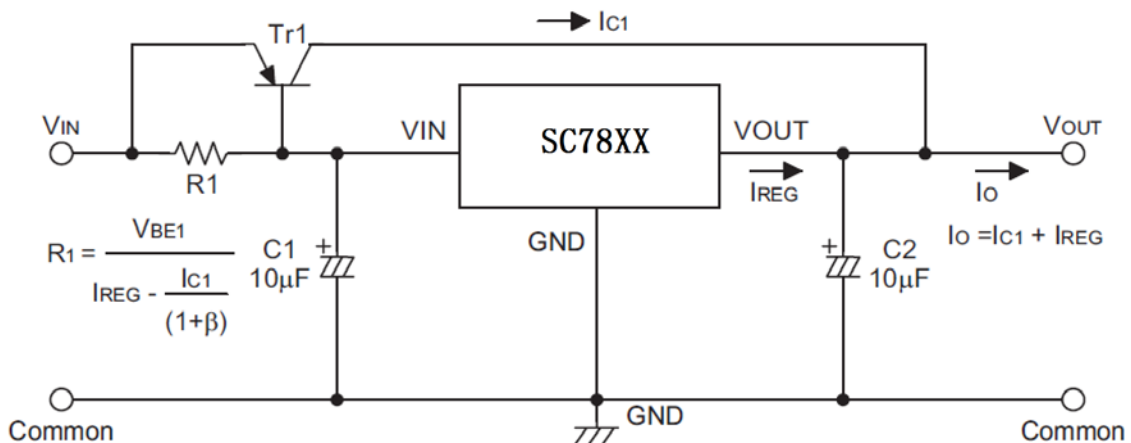 IC1
Tr1
VIN
VIN
SC78XX
VOUT
VOUT
R1
IREG
IO
R1 = VBE1 / IREG - IC1 / (1+β)
C1
10μF
GND
C2
10μF
IO =IC1 + IREG
+
+
GND
Common
Common